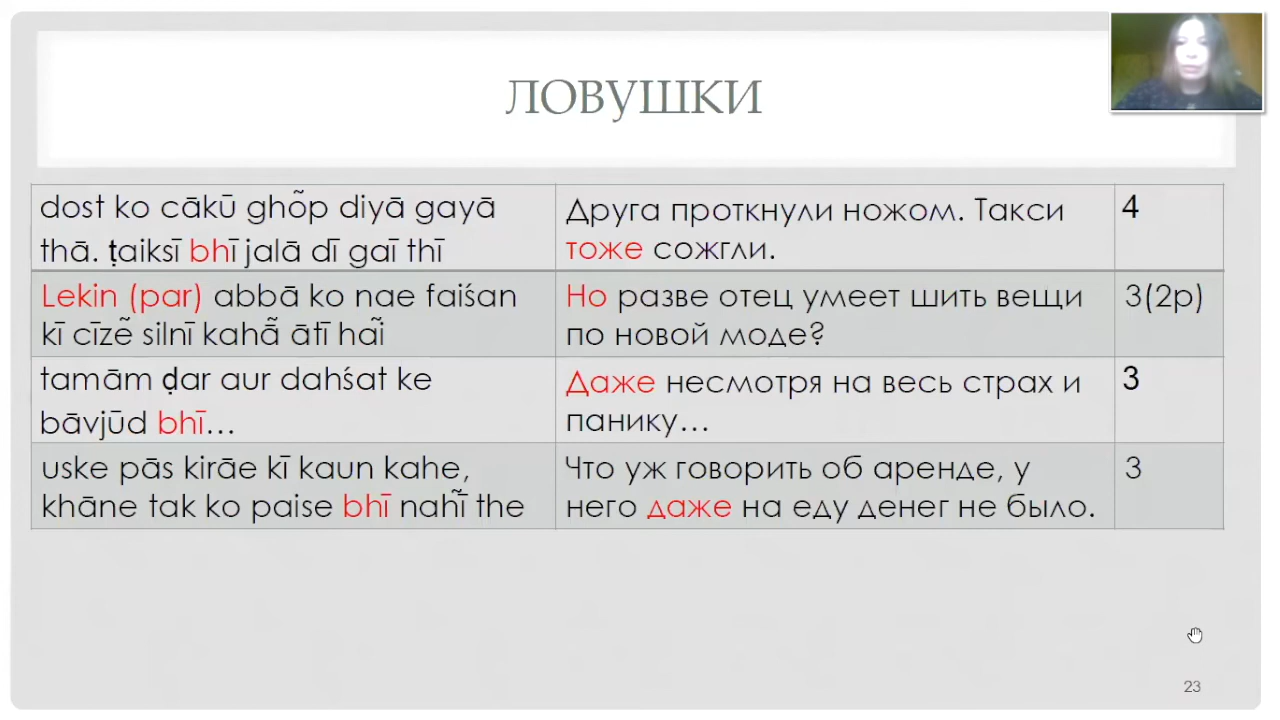 ЛОВУШКИ
dost ko cākū ghõp diyā gayā
thā. ṭaiksī bhī jalā dī gaī thī
Друга проткнули ножом. Такси
тоже сожгли.
4
Lekin (par) abbā ko nae faiśan
kī cīzẽ silnī kahā̃ ātī haĩ
Но разве отец умеет шить вещи
по новой моде?
3(2р)
tamām ḍar aur dahśat ke
bāvjūd bhī…
Даже несмотря на весь страх и
панику…
3
uske pās kirāe kī kaun kahe,
khāne tak ko paise bhī nahī̃ the
Что уж говорить об аренде, у
него даже на еду денег не было.
3
23